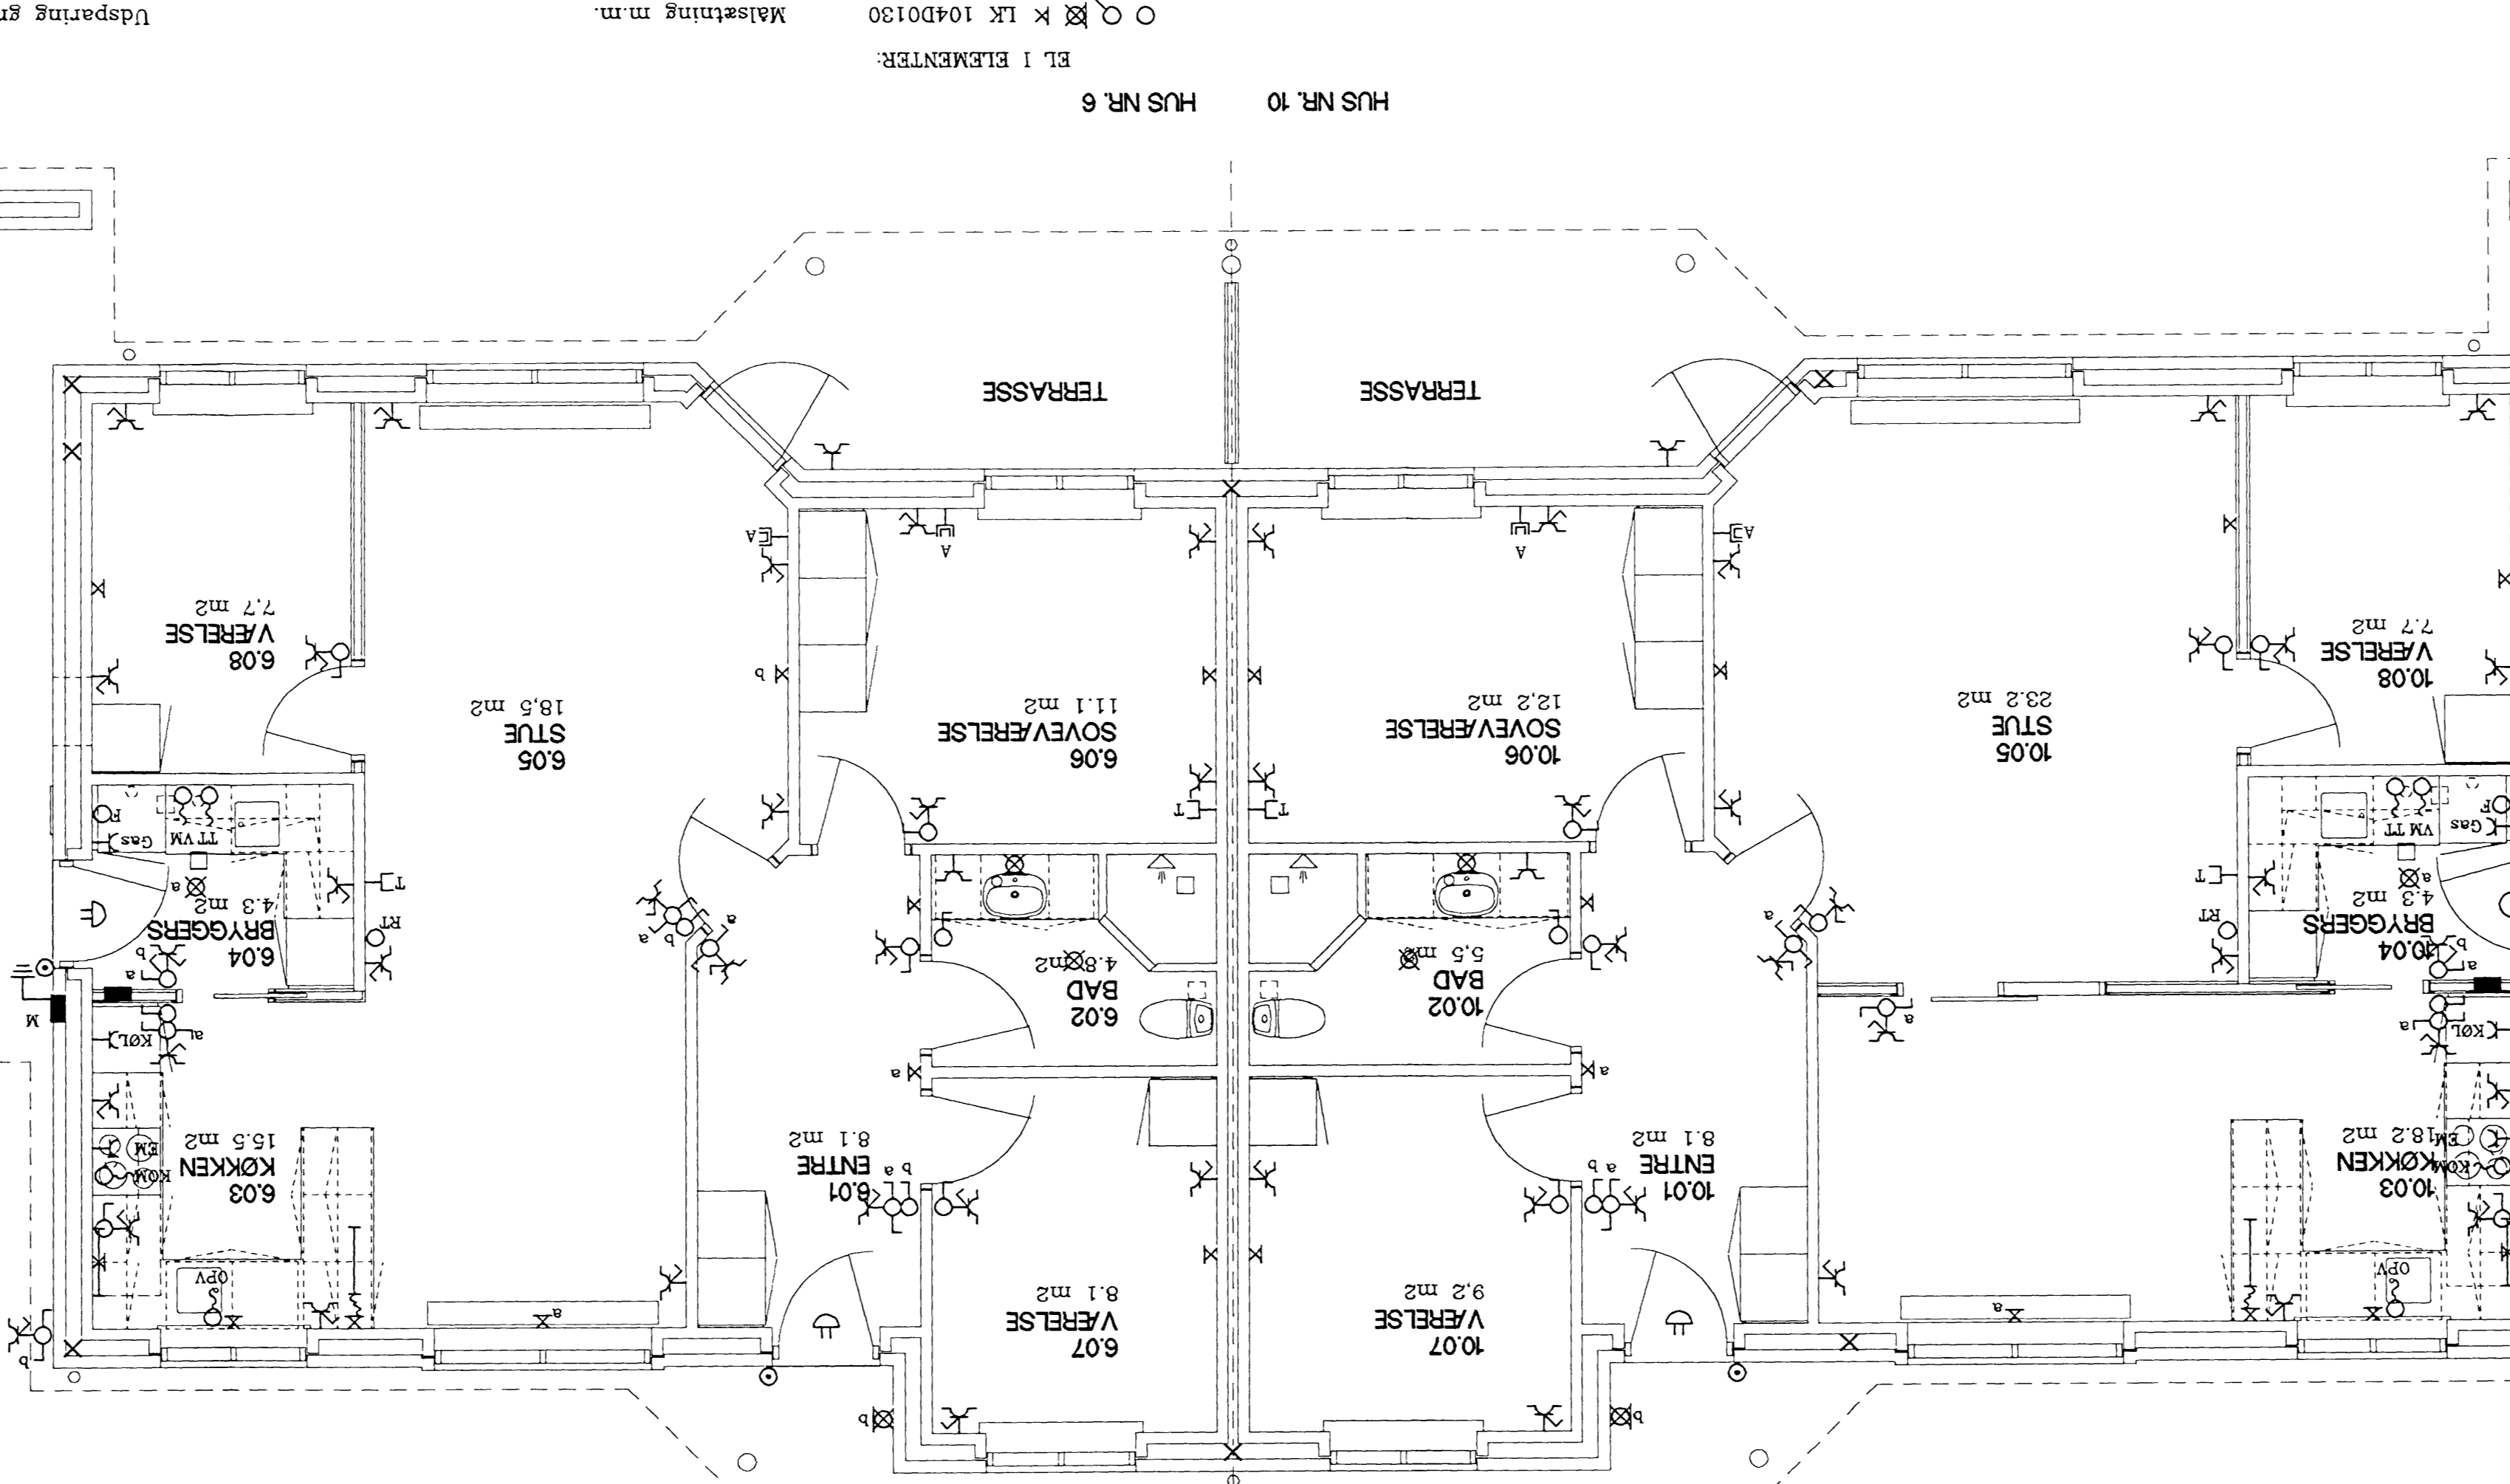 b
b
10.07
VÆRELSE
9,2 m2
6.07
VÆRELSE
8.1 m2
b
OPV
a
a
OPV
10.03
KØKKEN
18.2 m2
KOM
EM
10.01
ENTRE
8.1 m2
a b
b a
6.01
ENTRE
8.1 m2
6.03
KØKKEN
15.5 m2
KOM
EM
a
a
KØL
a
a
10.02
BAD
5,5 m2
6.02
BAD
4.8 m2
a
KØL
M
a
b
10.04
BRYGGERS
4.3 m2
a
RT
T
a
a
a
b
a
RT
T
a
b
6.04
BRYGGERS
4.3 m2
a
F
Gas
VM TT
T
T
TT VM
Gas
F
10.05
STUE
23.2 m2
10.06
SOVEVÆRELSE
12,2 m2
6.06
SOVEVÆRELSE
11.1 m2
b
6.05
STUE
18,5 m2
10.08
VÆRELSE
7.7 m2
6.08
VÆRELSE
7,7 m2
A
A
A
A
TERRASSE
TERRASSE
HUS NR. 10
HUS NR. 6
EL I ELEMENTER:
LK 104D0130
Målsætning m.m.
Udsparing gr